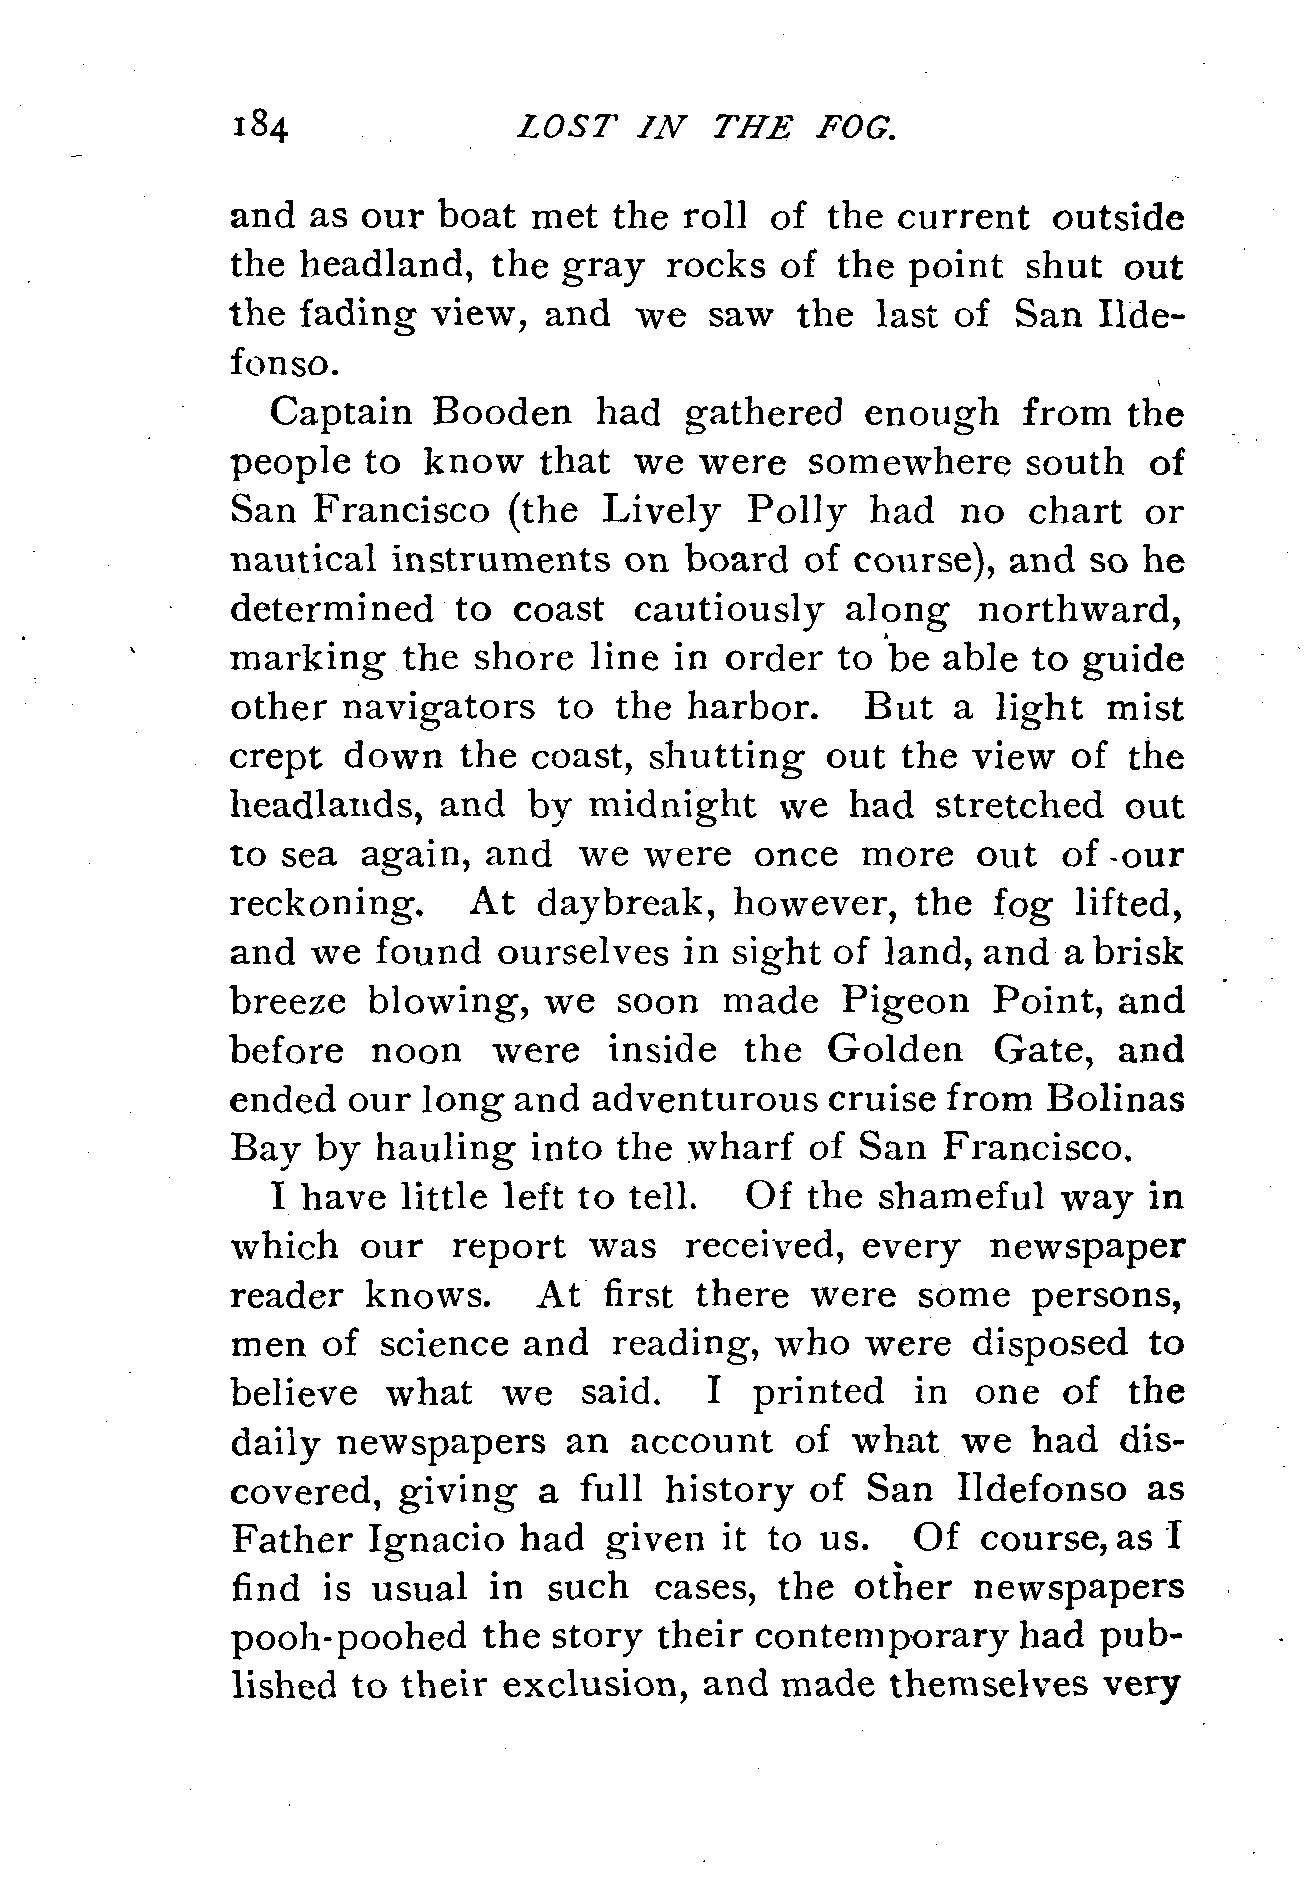 184 LOST IN THE FOG.
and as our boat met the roll of the current outside
the headland, the gray rocks of the point shut out
the fading view, and we saw the last of San Ilde-
fonso.
Captain Booden had gathered enough from the
people to know that we were somewhere south of
San Francisco (the Lively Polly had no chart or
nautical instruments on board of course), and so he
determined to coast cautiously along northward,
marking the shore line in order to be able to guide
other navigators to the harbor. But a light mist
crept down the coast, shutting out the view of the
headlands, and by midnight we had stretched out
to sea again, and we were once more out of our
reckoning. At daybreak, however, the fog lifted,
and we found ourselves in sight of land, and a brisk
breeze blowing, we soon made Pigeon Point, and
before noon were inside the Golden Gate, and
ended our long and adventurous cruise from Bolinas
Bay by hauling into the wharf of San Francisco.
I have little left to tell. Of the shameful way in
which our report was received, every newspaper
reader knows. At first there were some persons,
men of science and reading, who were disposed to
believe what we said. I printed in one of the
daily newspapers an account of what we had dis-
covered, giving a full history of San Ildefonso as
Father Ignacio had given it to us. Of course, as I
find is usual in such cases, the other newspapers
pooh-poohed the story their contemporary had pub-
lished to their exclusion, and made themselves very